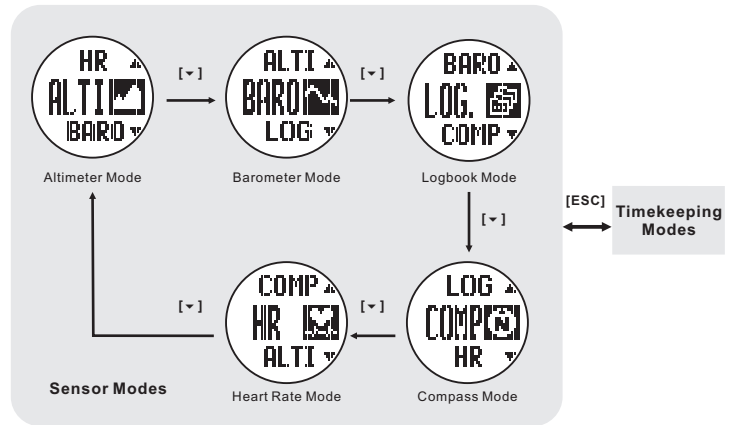 HR
ALTI
BARO
Altimeter Mode
[▾]
ALTI
BARO
LOG
Barometer Mode
[▾]
BARO
LOG.
COMP
Logbook Mode
[▾]
[ESC]
Timekeeping
Modes
LOG
COMP N
HR
Compass Mode
[▾]
COMP
HR
ALTI
Heart Rate Mode
[▾]
Sensor Modes